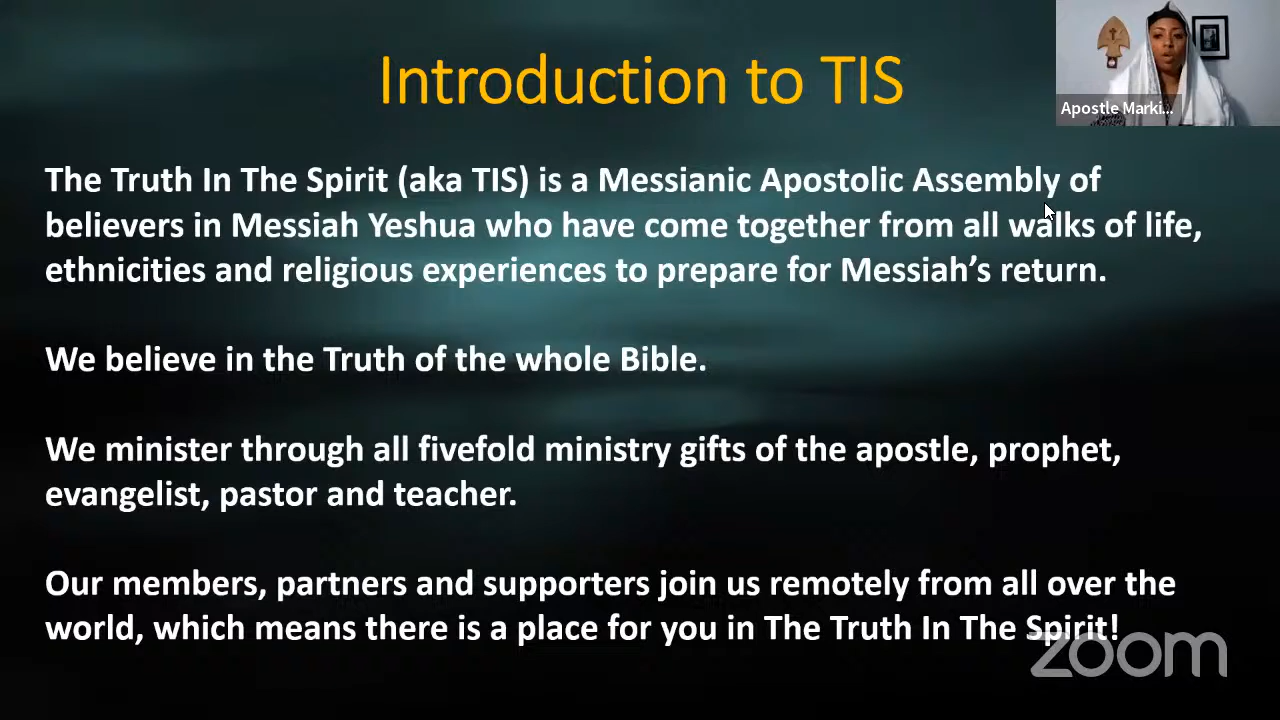 Introduction to TIS
Apostle Marki...
The Truth In The Spirit (aka TIS) is a Messianic Apostolic Assembly of
believers in Messiah Yeshua who have come together from all walks of life,
ethnicities and religious experiences to prepare for Messiah’s return.
We believe in the Truth of the whole Bible.
We minister through all fivefold ministry gifts of the apostle, prophet,
evangelist, pastor and teacher.
Our members, partners and supporters join us remotely from all over the
world, which means there is a place for you in The Truth In The Spirit!
zoom